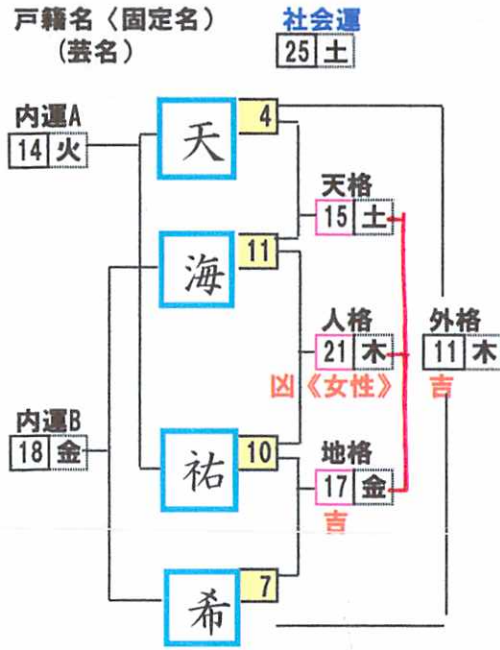 戸籍名〈固定名〉
(芸名)
社会運
25 土
内運A
14 火
天 4
天格
15 土
海 11
人格
21 木
凶《女性》
外格
11 木
吉
内運B
18 金
祐 10
地格
17 金
吉
希 7